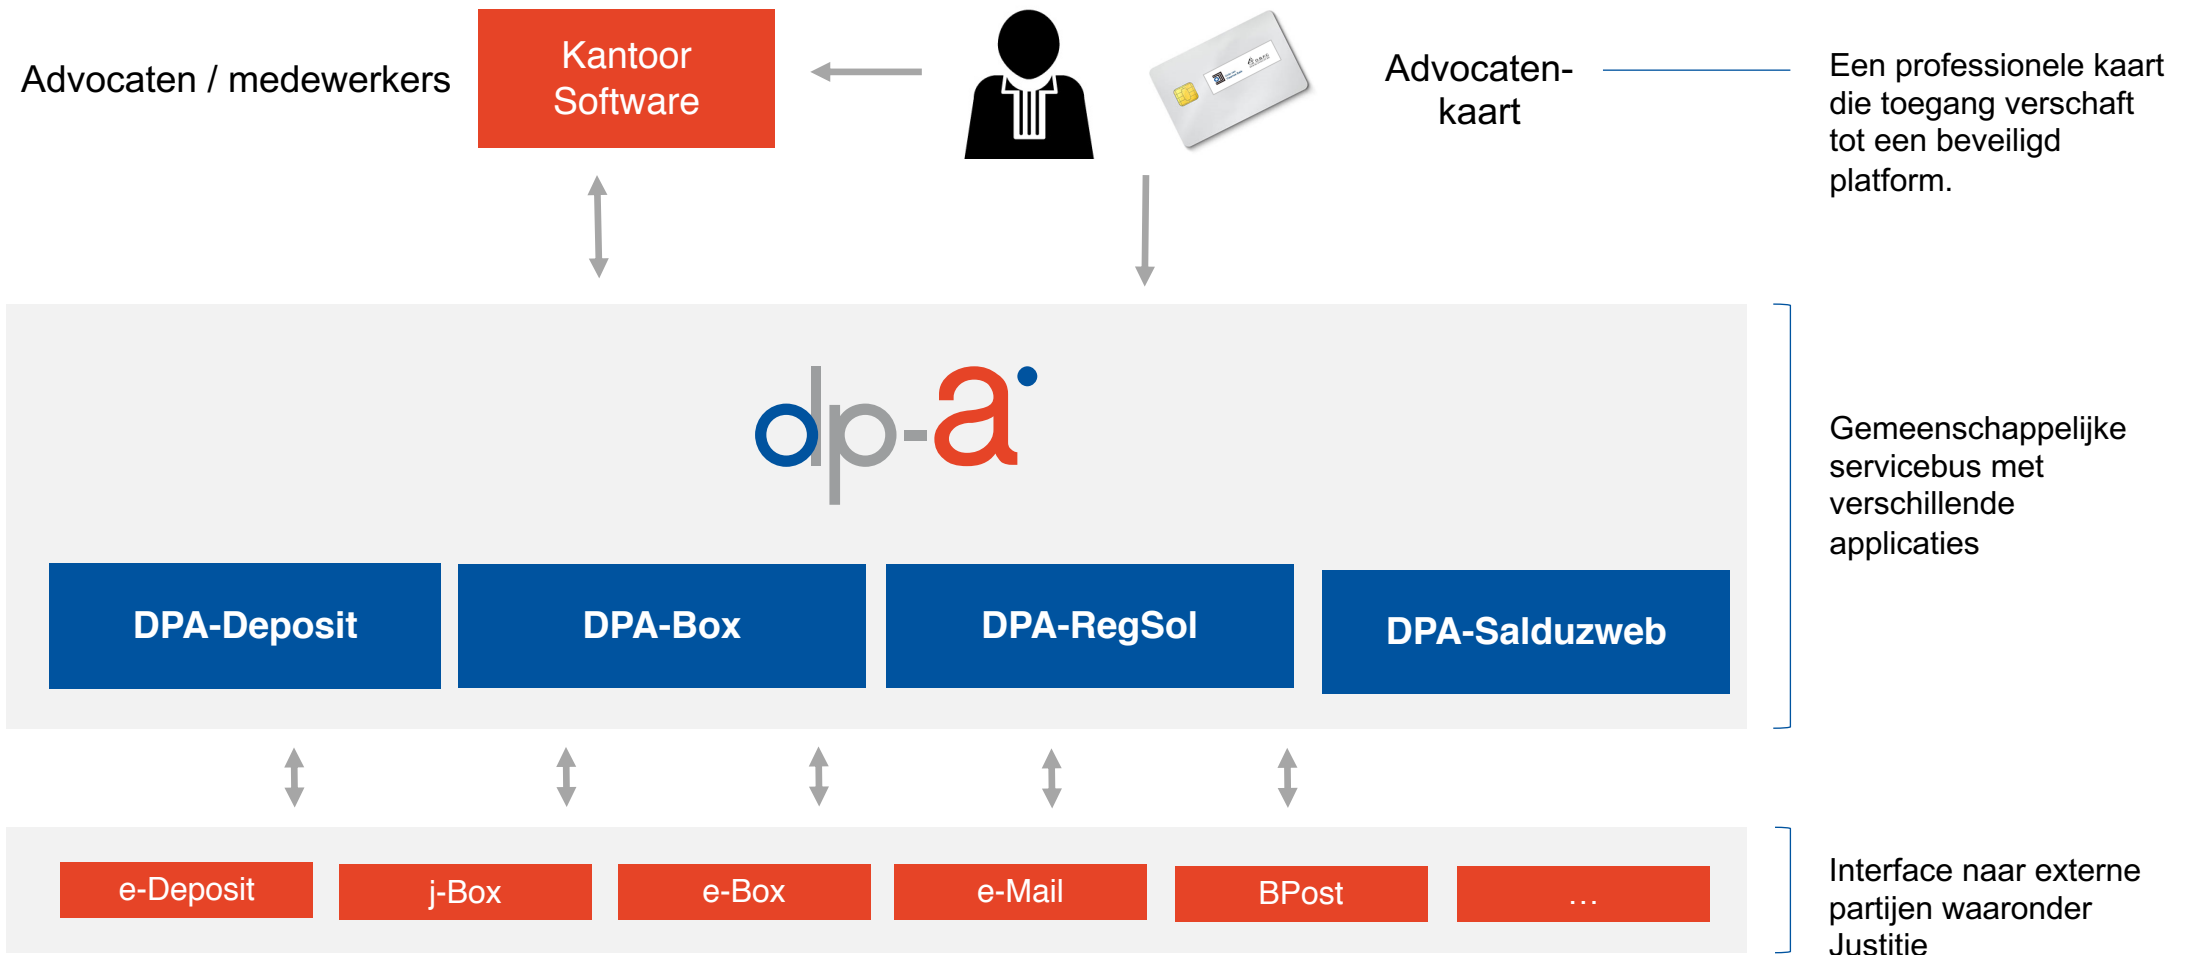 Advocaten / medewerkers
Kantoor
Software
Advocaten-
kaart
Een professionele kaart
die toegang verschaft
tot een beveiligd
platform.
dp-a
Gemeenschappelijke
servicebus met
verschillende
applicaties
DPA-Deposit
DPA-Box
DPA-RegSol
DPA-Salduzweb
e-Deposit
j-Box
e-Box
e-Mail
BPost
...
Interface naar externe
partijen waaronder
Justitie